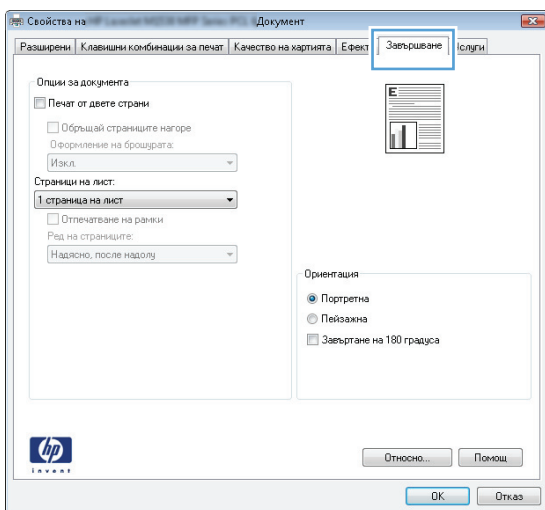 Свойства на Документ
Разширени Клавишни комбинации за печат Качество на хартията Ефект Завършване слуги
Опции за документа
Печат от двете страни
Обръщай страниците нагоре
Оформление на брошурата:
Изкл.
Страници на лист:
1 страница на лист
Отпечатване на рамки
Ред на страниците:
Надясно, после надолу
E
Ориентация
Портретна
Пейзажна
Завъртане на 180 градуса
hp
invent
Относно... Помощ
OK Отказ